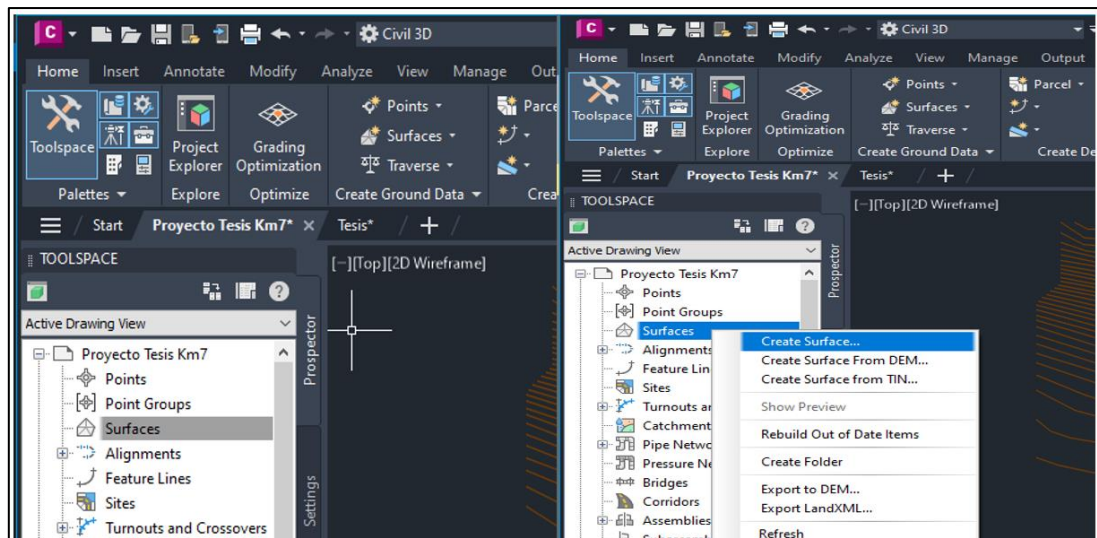 C Civil 3D
Home Insert Annotate Modify Analyze View Manage Out
Toolspace
Project Explorer
Grading Optimization
Points
Surfaces
Traverse
Parce
Palettes Explore Optimize Create Ground Data Crea
Start Proyecto Tesis Km7* Tesis*
TOOLSPACE
[−][Top][2D Wireframe]
Active Drawing View
Proyecto Tesis Km7
Points
Point Groups
Surfaces
Alignments
Feature Lines
Sites
Turnouts and Crossovers
Prospector
Settings
C Civil 3D
Home Insert Annotate Modify Analyze View Manage Output
Toolspace
Project Explorer
Grading Optimization
Points
Surfaces
Traverse
Parcel
Palettes Explore Optimize Create Ground Data Create De
Start Proyecto Tesis Km7* Tesis*
TOOLSPACE
[−][Top][2D Wireframe]
Active Drawing View
Proyecto Tesis Km7
Points
Point Groups
Surfaces
Alignments
Feature Lin
Sites
Turnouts ar
Catchment
Pipe Netwo
Pressure Ne
Bridges
Corridors
Assemblies
Prospector
Create Surface...
Create Surface From DEM...
Create Surface from TIN...
Show Preview
Rebuild Out of Date Items
Create Folder
Export to DEM...
Export LandXML...
Refresh